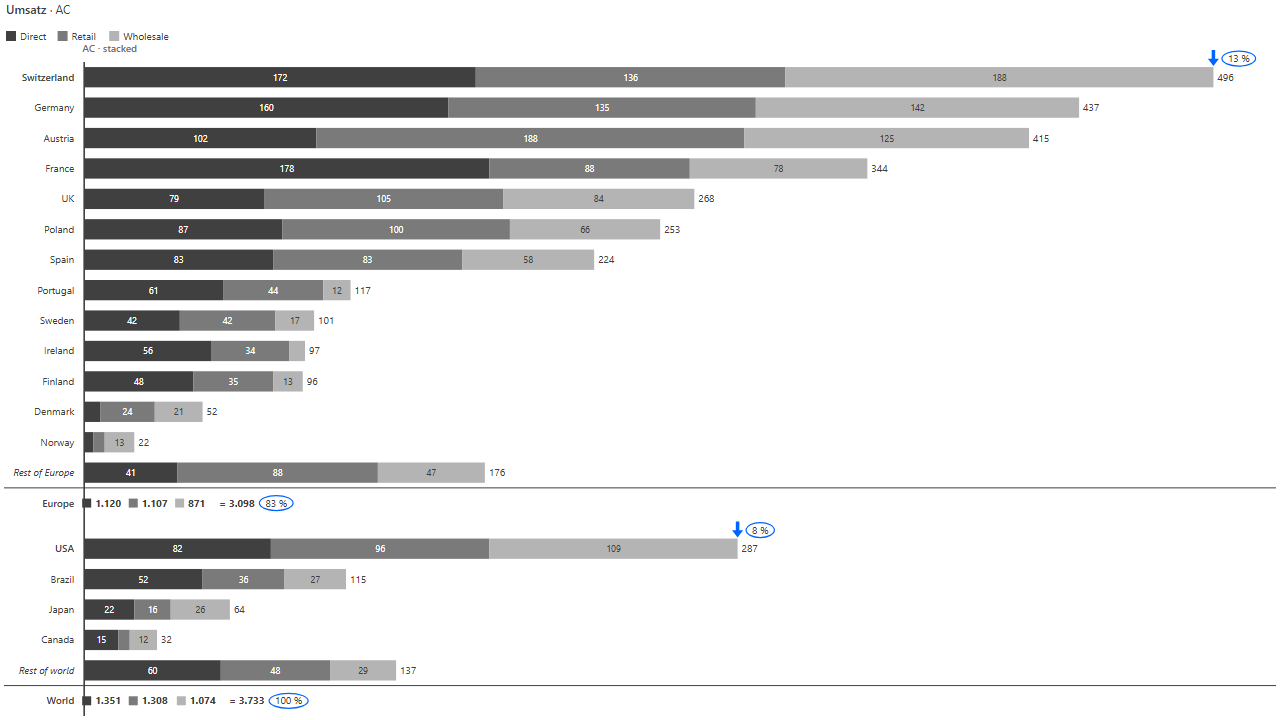 Umsatz · AC
Direct Retail Wholesale
AC · stacked
13 %
Switzerland 172 136 188 496
Germany 160 135 142 437
Austria 102 188 125 415
France 178 88 78 344
UK 79 105 84 268
Poland 87 100 66 253
Spain 83 83 58 224
Portugal 61 44 12 117
Sweden 42 42 17 101
Ireland 56 34 97
Finland 48 35 13 96
Denmark 24 21 52
Norway 13 22
Rest of Europe 41 88 47 176
Europe 1.120 1.107 871 = 3.098 83 %
8 %
USA 82 96 109 287
Brazil 52 36 27 115
Japan 22 16 26 64
Canada 15 12 32
Rest of world 60 48 29 137
World 1.351 1.308 1.074 = 3.733 100 %